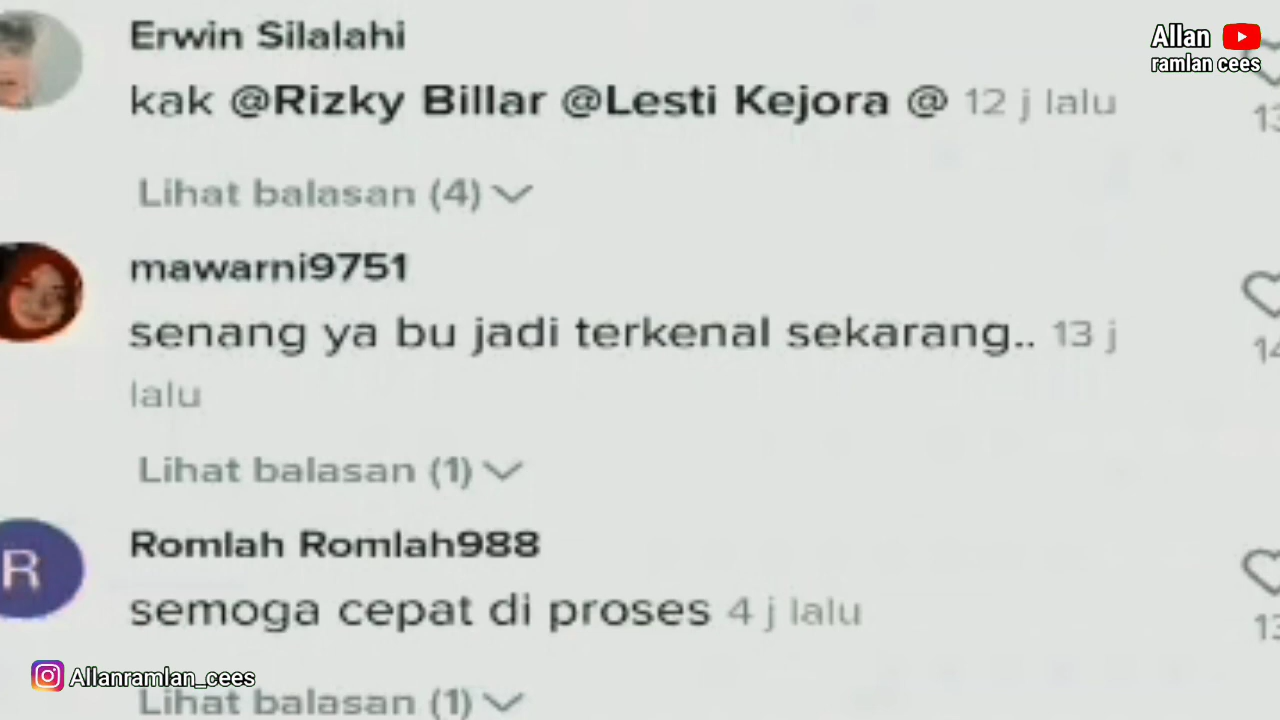 Erwin Silalahi
kak @Rizky Billar @Lesti Kejora @ 12 j lalu
Lihat balasan (4)
mawarni9751
senang ya bu jadi terkenal sekarang.. 13 j
lalu
Lihat balasan (1)
R
Romlah Romlah988
semoga cepat di proses 4 j lalu
Lihat balasan (1)
Allan
ramlan cees
Allanramlan_cees